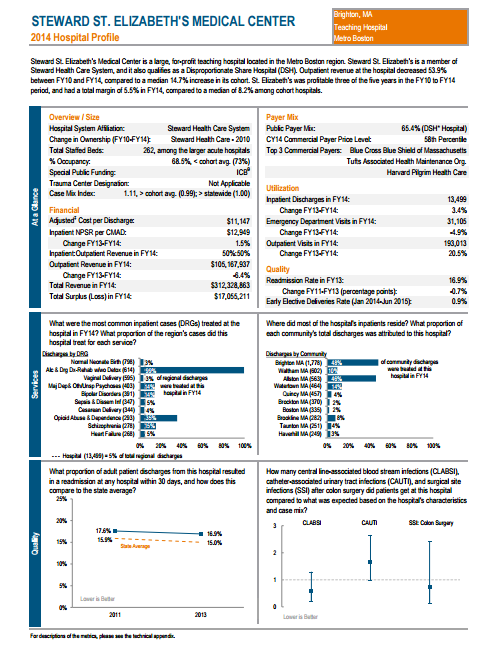 STEWARD ST. ELIZABETH'S MEDICAL CENTER
2014 Hospital Profile
Brighton, MA
Teaching Hospital
Metro Boston
Steward St. Elizabeth's Medical Center is a large, for-profit teaching hospital located in the Metro Boston region. Steward St. Elizabeth's is a member of
Steward Health Care System, and it also qualifies as a Disproportionate Share Hospital (DSH). Outpatient revenue at the hospital decreased 53.9%
between FY10 and FY14, compared to a median 14.7% increase in its cohort. St. Elizabeth's was profitable three of the five years in the FY10 to FY14
period, and had a total margin of 5.5% in FY14, compared to a median of 8.2% among cohort hospitals.
At a Glance
Overview / Size
Hospital System Affiliation: Steward Health Care System
Change in Ownership (FY10-FY14): Steward Health Care - 2010
Total Staffed Beds: 262, among the larger acute hospitals
% Occupancy: 68.5%, < cohort avg. (73%)
Special Public Funding: ICB⁶
Trauma Center Designation: Not Applicable
Case Mix Index: 1.11, > cohort avg. (0.99); > statewide (1.00)
Financial
Adjusted² Cost per Discharge: $11,147
Inpatient NPSR per CMAD: $12,949
Change FY13-FY14: 1.5%
Inpatient:Outpatient Revenue in FY14: 50%:50%
Outpatient Revenue in FY14: $105,167,937
Change FY13-FY14: -6.4%
Total Revenue in FY14: $312,328,863
Total Surplus (Loss) in FY14: $17,055,211
Payer Mix
Public Payer Mix: 65.4% (DSH* Hospital)
CY14 Commercial Payer Price Level: 58th Percentile
Top 3 Commercial Payers: Blue Cross Blue Shield of Massachusetts
Tufts Associated Health Maintenance Org.
Harvard Pilgrim Health Care
Utilization
Inpatient Discharges in FY14: 13,499
Change FY13-FY14: 3.4%
Emergency Department Visits in FY14: 31,105
Change FY13-FY14: -4.9%
Outpatient Visits in FY14: 193,013
Change FY13-FY14: 20.5%
Quality
Readmission Rate in FY13: 16.9%
Change FY11-FY13 (percentage points): -0.7%
Early Elective Deliveries Rate (Jan 2014-Jun 2015): 0.9%
Services
What were the most common inpatient cases (DRGs) treated at the
hospital in FY14? What proportion of the region's cases did this
hospital treat for each service?
Discharges by DRG
Normal Neonate Birth (796) 3%
Alc & Drg Dx-Rehab w/wo Detox (614) 99%
Vaginal Delivery (595) 3%
Maj Dep& Oth/Unsp Psychoses (403) 14%
Bipolar Disorders (391) 14%
Sepsis & Dissem Inf (347) 5%
Cesarean Delivery (344) 4%
Opioid Abuse & Dependence (293) 35%
Schizophrenia (278)
Heart Failure (268) 5%
of regional discharges
were treated at this
hospital in FY14
0% 20% 40% 60% 80% 100%
- - - Hospital (13,499) = 5% of total regional discharges
Where did most of the hospital's inpatients reside? What proportion of
each community's total discharges was attributed to this hospital?
Discharges by Community
Brighton MA (1,778) 48%
Waltham MA (602)
Allston MA (563) 46%
Watertown MA (464) 14%
Quincy MA (457) 4%
Brockton MA (370) 2%
Boston MA (335) 2%
Brookline MA (282) 8%
Taunton MA (251) 4%
Haverhill MA (249) 3%
of community discharges
were treated at this
hospital in FY14
0% 20% 40% 60% 80% 100%
Quality
What proportion of adult patient discharges from this hospital resulted
in a readmission at any hospital within 30 days, and how does this
compare to the state average?
25%
20%
15%
10%
5%
0%
17.6%
16.9%
15.9%
15.0%
State Average
Lower is Better
2011 2013
How many central line-associated blood stream infections (CLABSI),
catheter-associated urinary tract infections (CAUTI), and surgical site
infections (SSI) after colon surgery did patients get at this hospital
compared to what was expected based on the hospital's characteristics
and case mix?
CLABSI CAUTI SSI: Colon Surgery
3
2
1
0
Lower is Better
For descriptions of the metrics, please see the technical appendix.